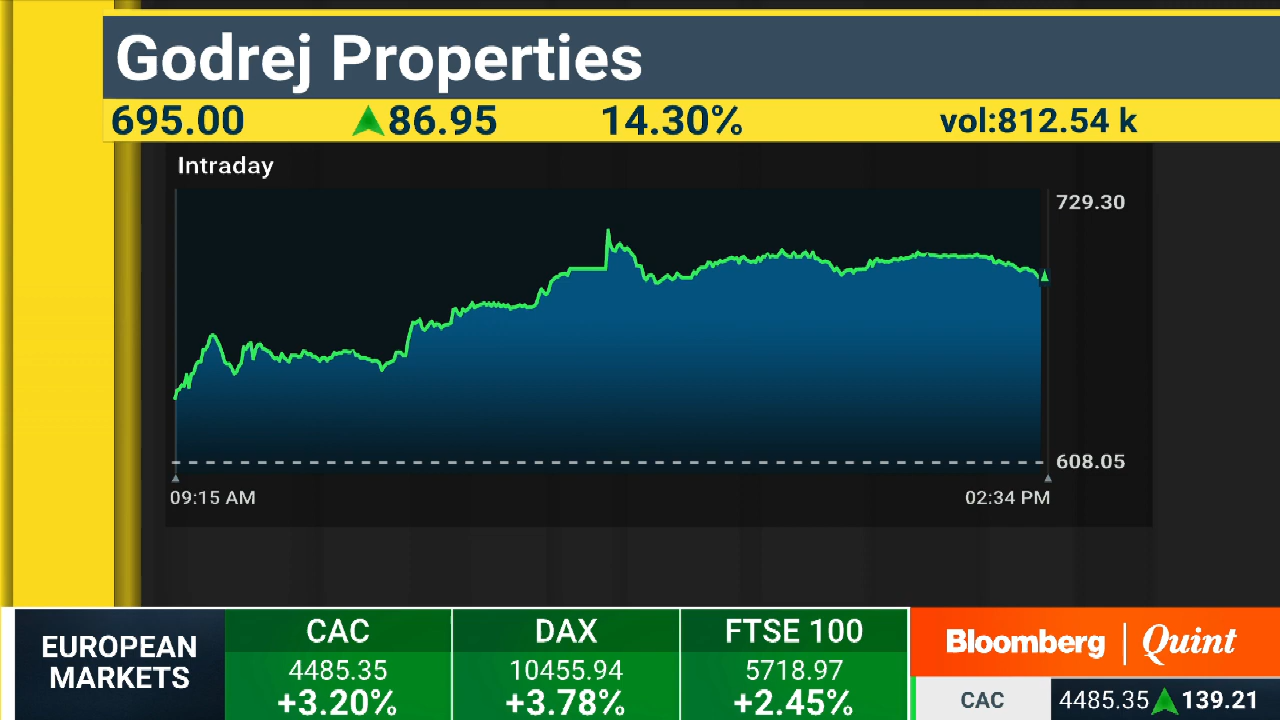 Godrej Properties
695.00 ▲86.95 14.30% vol:812.54 k
Intraday
729.30
608.05
09:15 AM 02:34 PM
EUROPEAN
MARKETS
CAC
4485.35
+3.20%
DAX
10455.94
+3.78%
FTSE 100
5718.97
+2.45%
Bloomberg | Quint
CAC 4485.35 ▲139.21